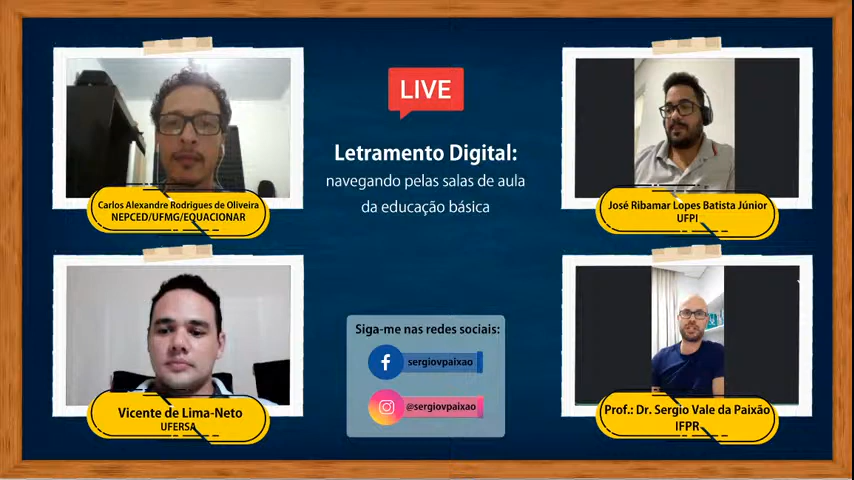 LIVE
Letramento Digital:
navegando pelas salas de aula
da educação básica
Carlos Alexandre Rodrigues de Oliveira
NEPCED/UFMG/EQUACIONAR
José Ribamar Lopes Batista Júnior
UFPI
Vicente de Lima-Neto
UFERSA
Siga-me nas redes sociais:
sergiovpaixao
@sergiovpaixao
Prof.: Dr. Sergio Vale da Paixão
IFPR